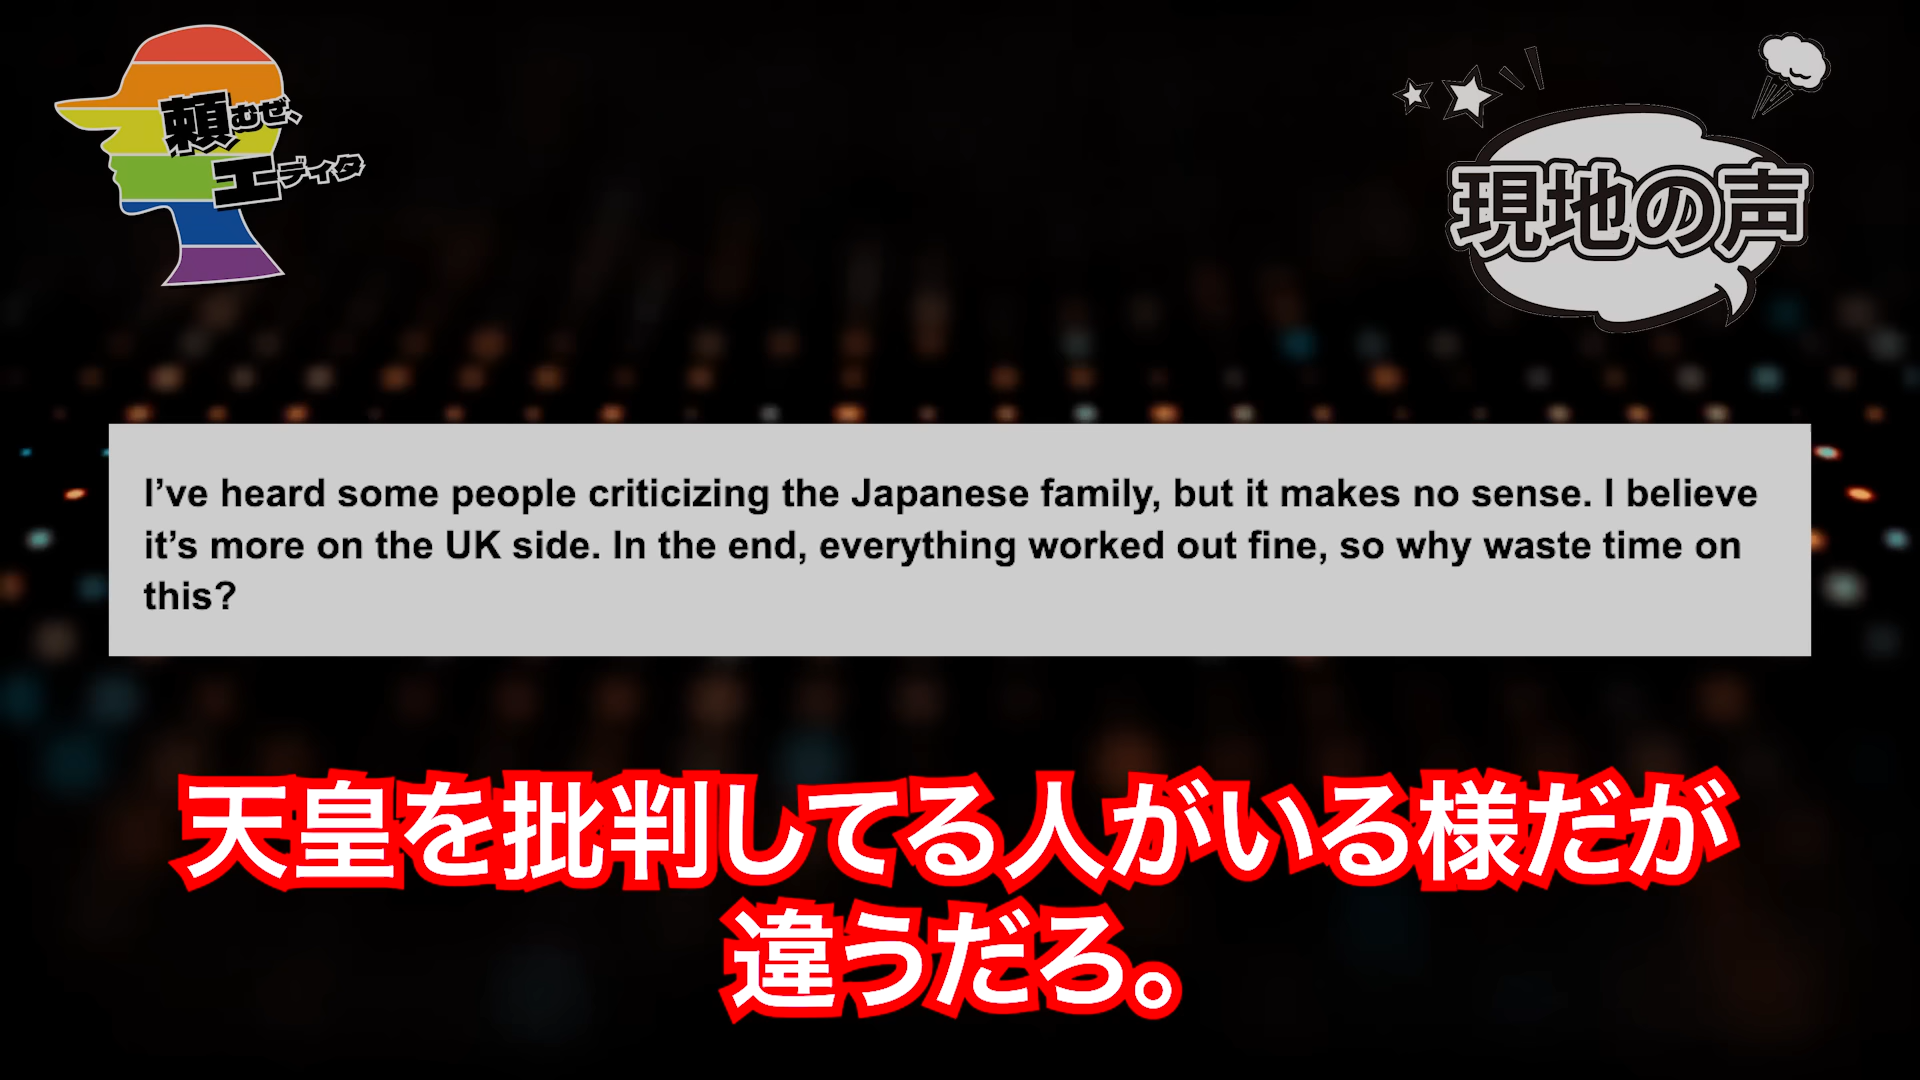 頼むぜ、
エディタ
現地の声
I’ve heard some people criticizing the Japanese family, but it makes no sense. I believe
it’s more on the UK side. In the end, everything worked out fine, so why waste time on
this?
天皇を批判してる人がいる様だが
違うだろ。